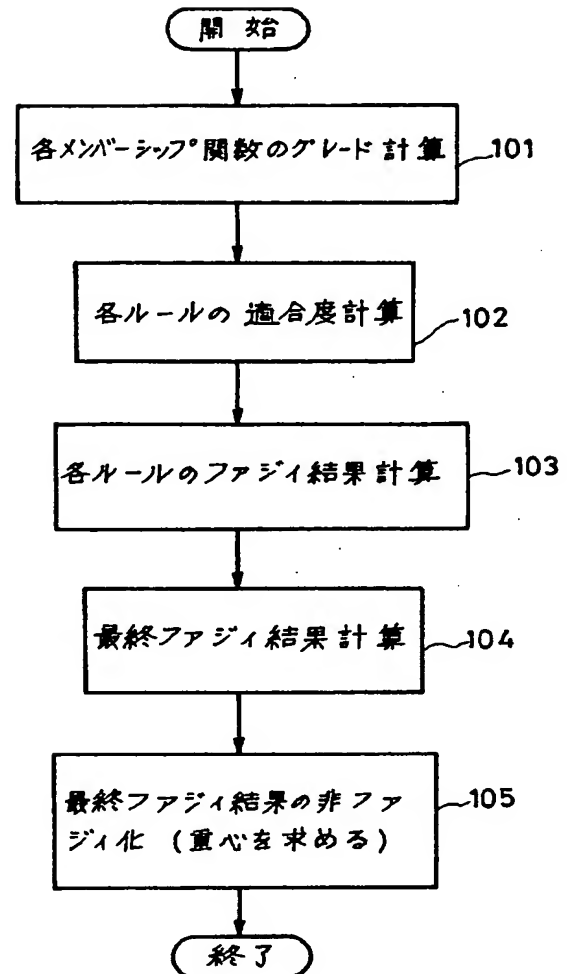 開始
各メンバーシップ関数のグレード計算
101
各ルールの適合度計算
102
各ルールのファジィ結果計算
103
最終ファジィ結果計算
104
最終ファジィ結果の非ファ
ジィ化 (重心を求める)
105
終了